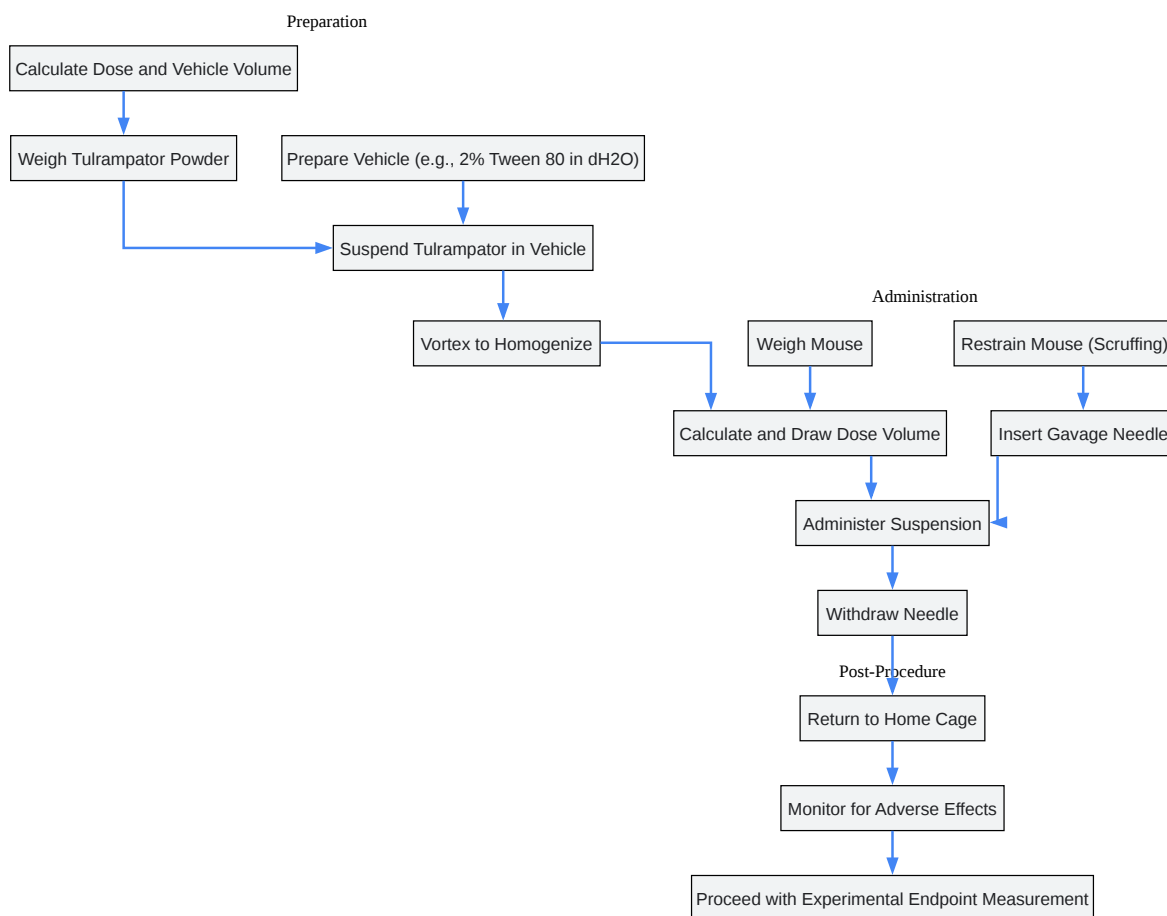 Preparation
Calculate Dose and Vehicle Volume
Weigh Tulrampator Powder
Prepare Vehicle (e.g., 2% Tween 80 in dH2O)
Suspend Tulrampator in Vehicle
Vortex to Homogenize
Administration
Weigh Mouse
Restrain Mouse (Scruffing)
Calculate and Draw Dose Volume
Insert Gavage Needle
Administer Suspension
Withdraw Needle
Post-Procedure
Return to Home Cage
Monitor for Adverse Effects
Proceed with Experimental Endpoint Measurement